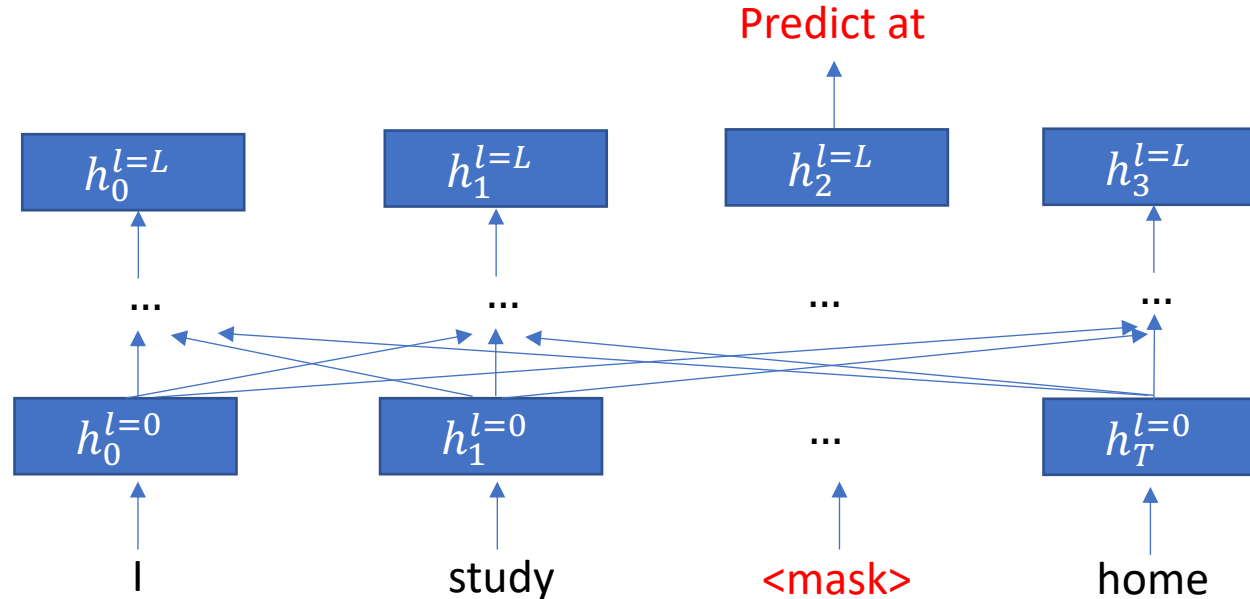 Predict at
$h_0^{l=L}$ $h_1^{l=L}$ $h_2^{l=L}$ $h_3^{l=L}$
... ... ... ...
$h_0^{l=0}$ $h_1^{l=0}$ ... $h_T^{l=0}$
I study <mask> home